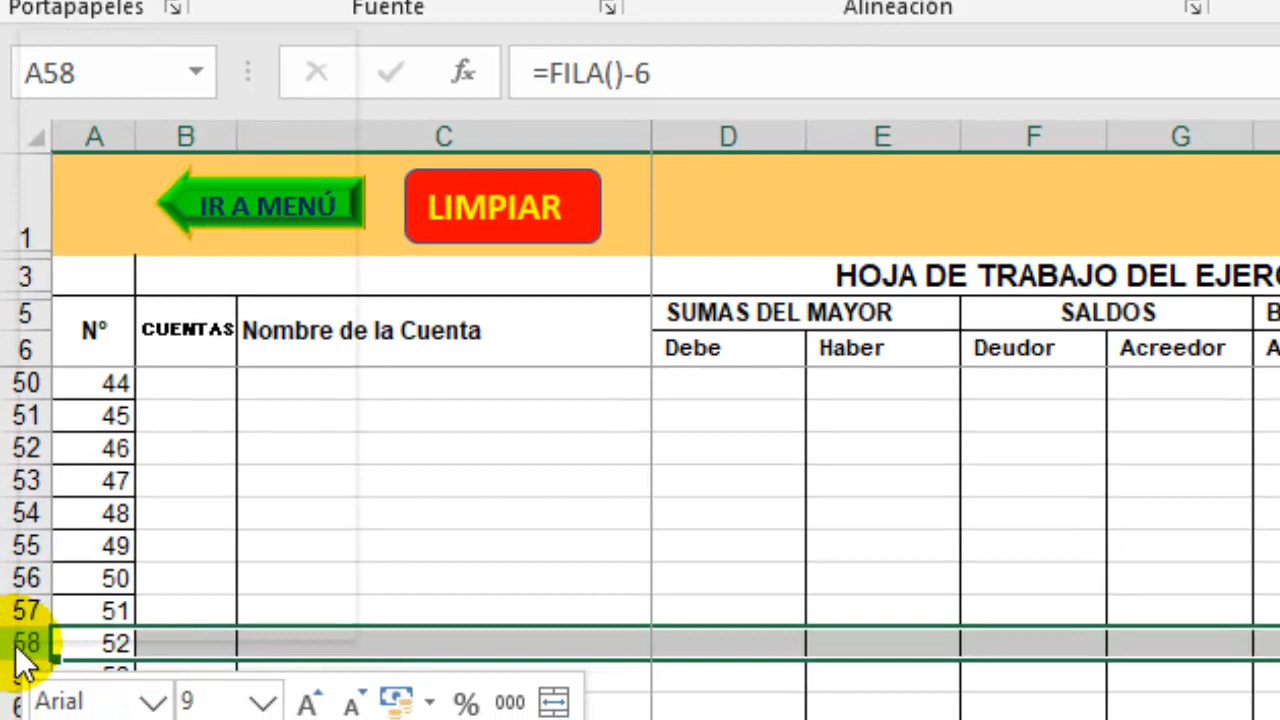 Portapapeles Fuente Alineación
A58 fx =FILA()-6
A B C D E F G
IR A MENÚ LIMPIAR
1
3 HOJA DE TRABAJO DEL
5 Nº CUENTAS Nombre de la Cuenta SUMAS DEL MAYOR SALDOS
6 Debe Haber Deudor Acreedor
50 44
51 45
52 46
53 47
54 48
55 49
56 50
57 51
58 52
Arial 9 A A % 000